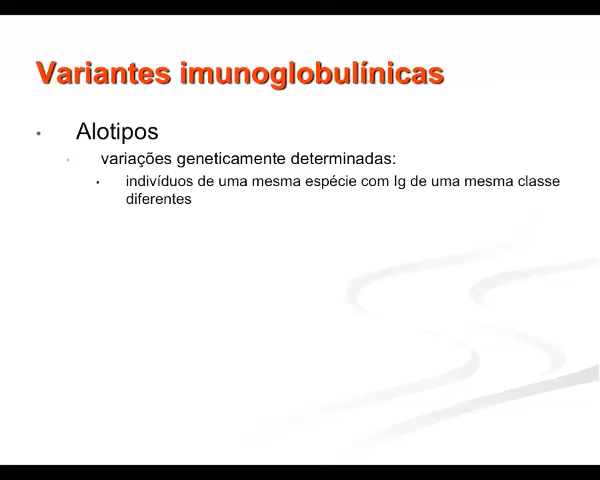 Variantes imunoglobulínicas
• Alotipos
• variações geneticamente determinadas:
• indivíduos de uma mesma espécie com Ig de uma mesma classe
diferentes